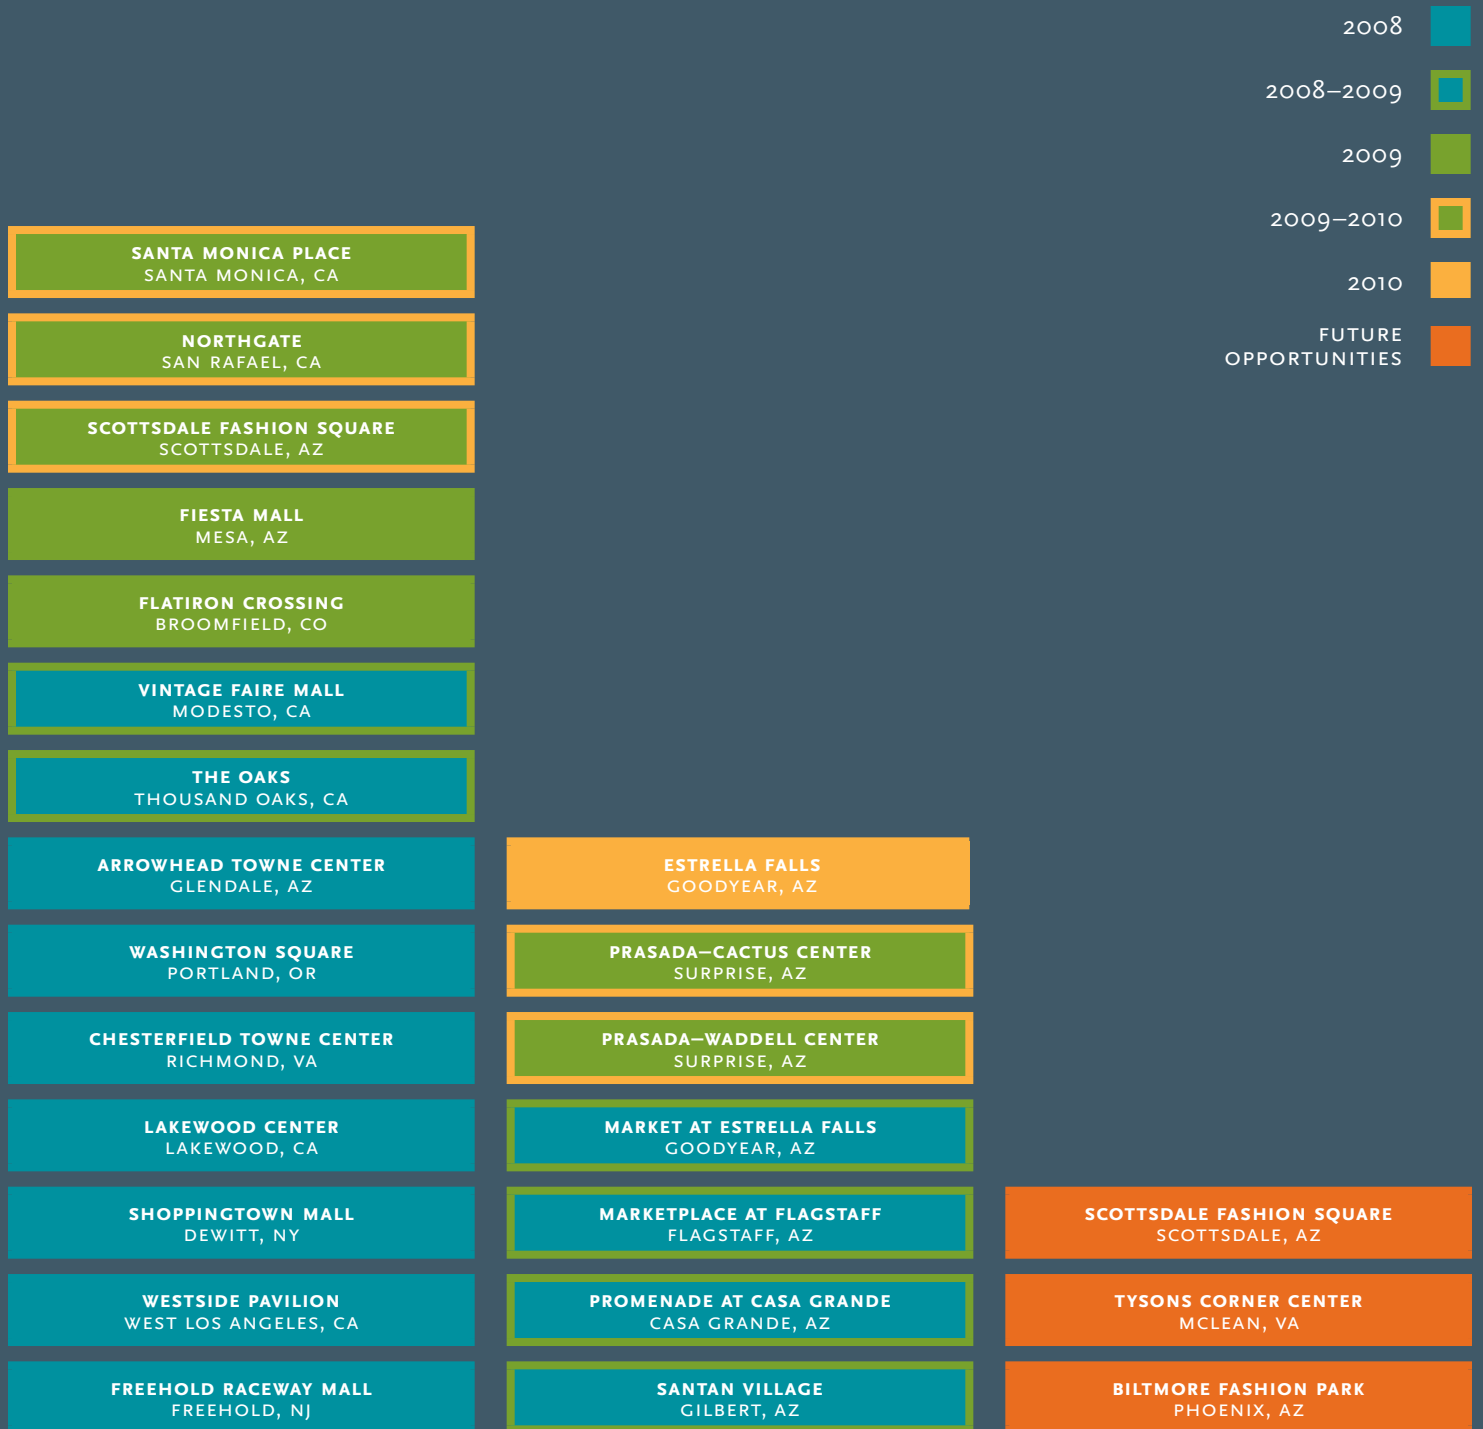 2008
2008–2009
2009
2009–2010
2010
FUTURE
OPPORTUNITIES
SANTA MONICA PLACE
SANTA MONICA, CA
NORTHGATE
SAN RAFAEL, CA
SCOTTSDALE FASHION SQUARE
SCOTTSDALE, AZ
FIESTA MALL
MESA, AZ
FLATIRON CROSSING
BROOMFIELD, CO
VINTAGE FAIRE MALL
MODESTO, CA
THE OAKS
THOUSAND OAKS, CA
ARROWHEAD TOWNE CENTER
GLENDALE, AZ
WASHINGTON SQUARE
PORTLAND, OR
CHESTERFIELD TOWNE CENTER
RICHMOND, VA
LAKEWOOD CENTER
LAKEWOOD, CA
SHOPPINGTOWN MALL
DEWITT, NY
WESTSIDE PAVILION
WEST LOS ANGELES, CA
FREEHOLD RACEWAY MALL
FREEHOLD, NJ
ESTRELLA FALLS
GOODYEAR, AZ
PRASADA–CACTUS CENTER
SURPRISE, AZ
PRASADA–WADDELL CENTER
SURPRISE, AZ
MARKET AT ESTRELLA FALLS
GOODYEAR, AZ
MARKETPLACE AT FLAGSTAFF
FLAGSTAFF, AZ
PROMENADE AT CASA GRANDE
CASA GRANDE, AZ
SANTAN VILLAGE
GILBERT, AZ
SCOTTSDALE FASHION SQUARE
SCOTTSDALE, AZ
TYSONS CORNER CENTER
MCLEAN, VA
BILTMORE FASHION PARK
PHOENIX, AZ